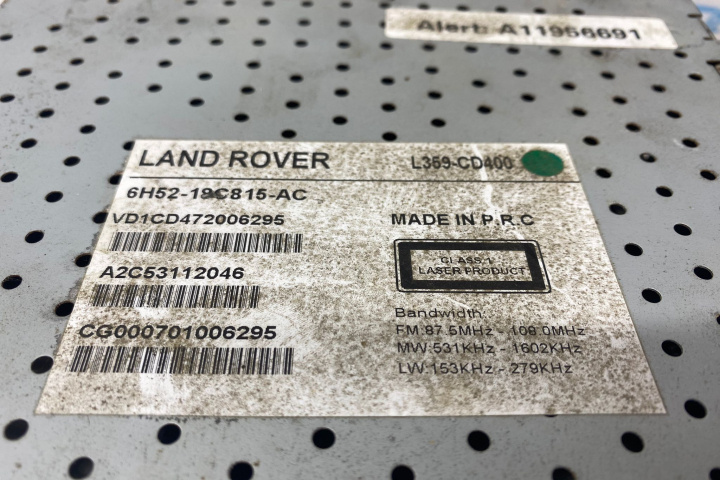 Alert: A11956691
LAND ROVER L359-CD400
6H52-19C815-AC
VD1CD472006295
MADE IN P.R.C
A2C53112046
CLASS 1
LASER PRODUCT
CG000701006295
Bandwidth:
FM:87.5MHz - 108.0MHz
MW:531KHz - 1602KHz
LW:153KHz - 279KHz